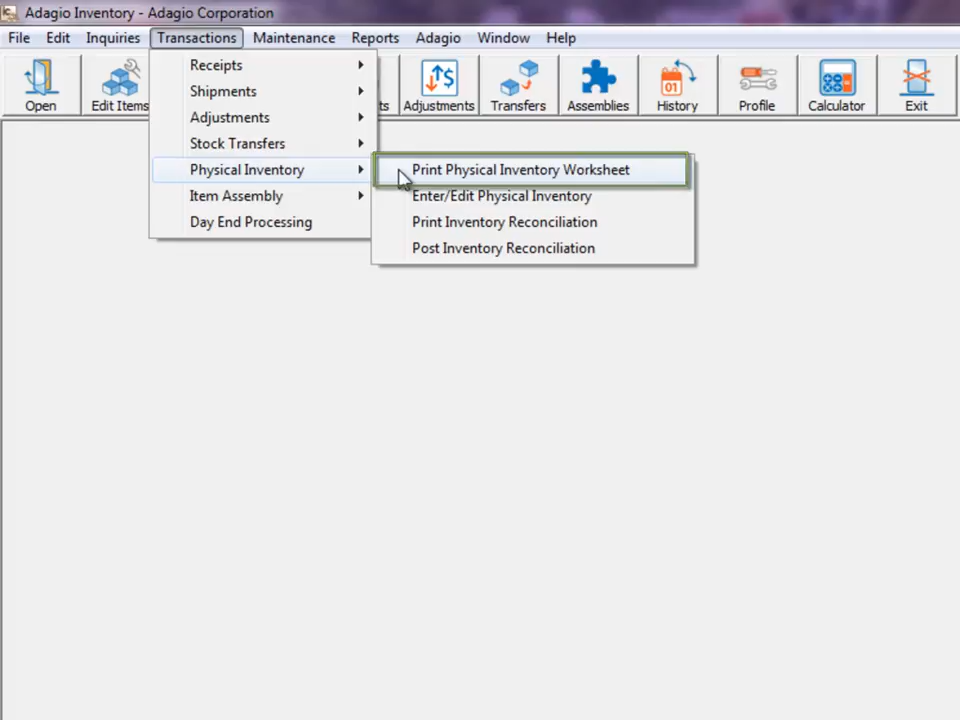 Adagio Inventory - Adagio Corporation
File Edit Inquiries Transactions Maintenance Reports Adagio Window Help
Open Edit Items ts Adjustments Transfers Assemblies History Profile Calculator Exit
01
Receipts
Shipments
Adjustments
Stock Transfers
Physical Inventory
Item Assembly
Day End Processing
Print Physical Inventory Worksheet
Enter/Edit Physical Inventory
Print Inventory Reconciliation
Post Inventory Reconciliation